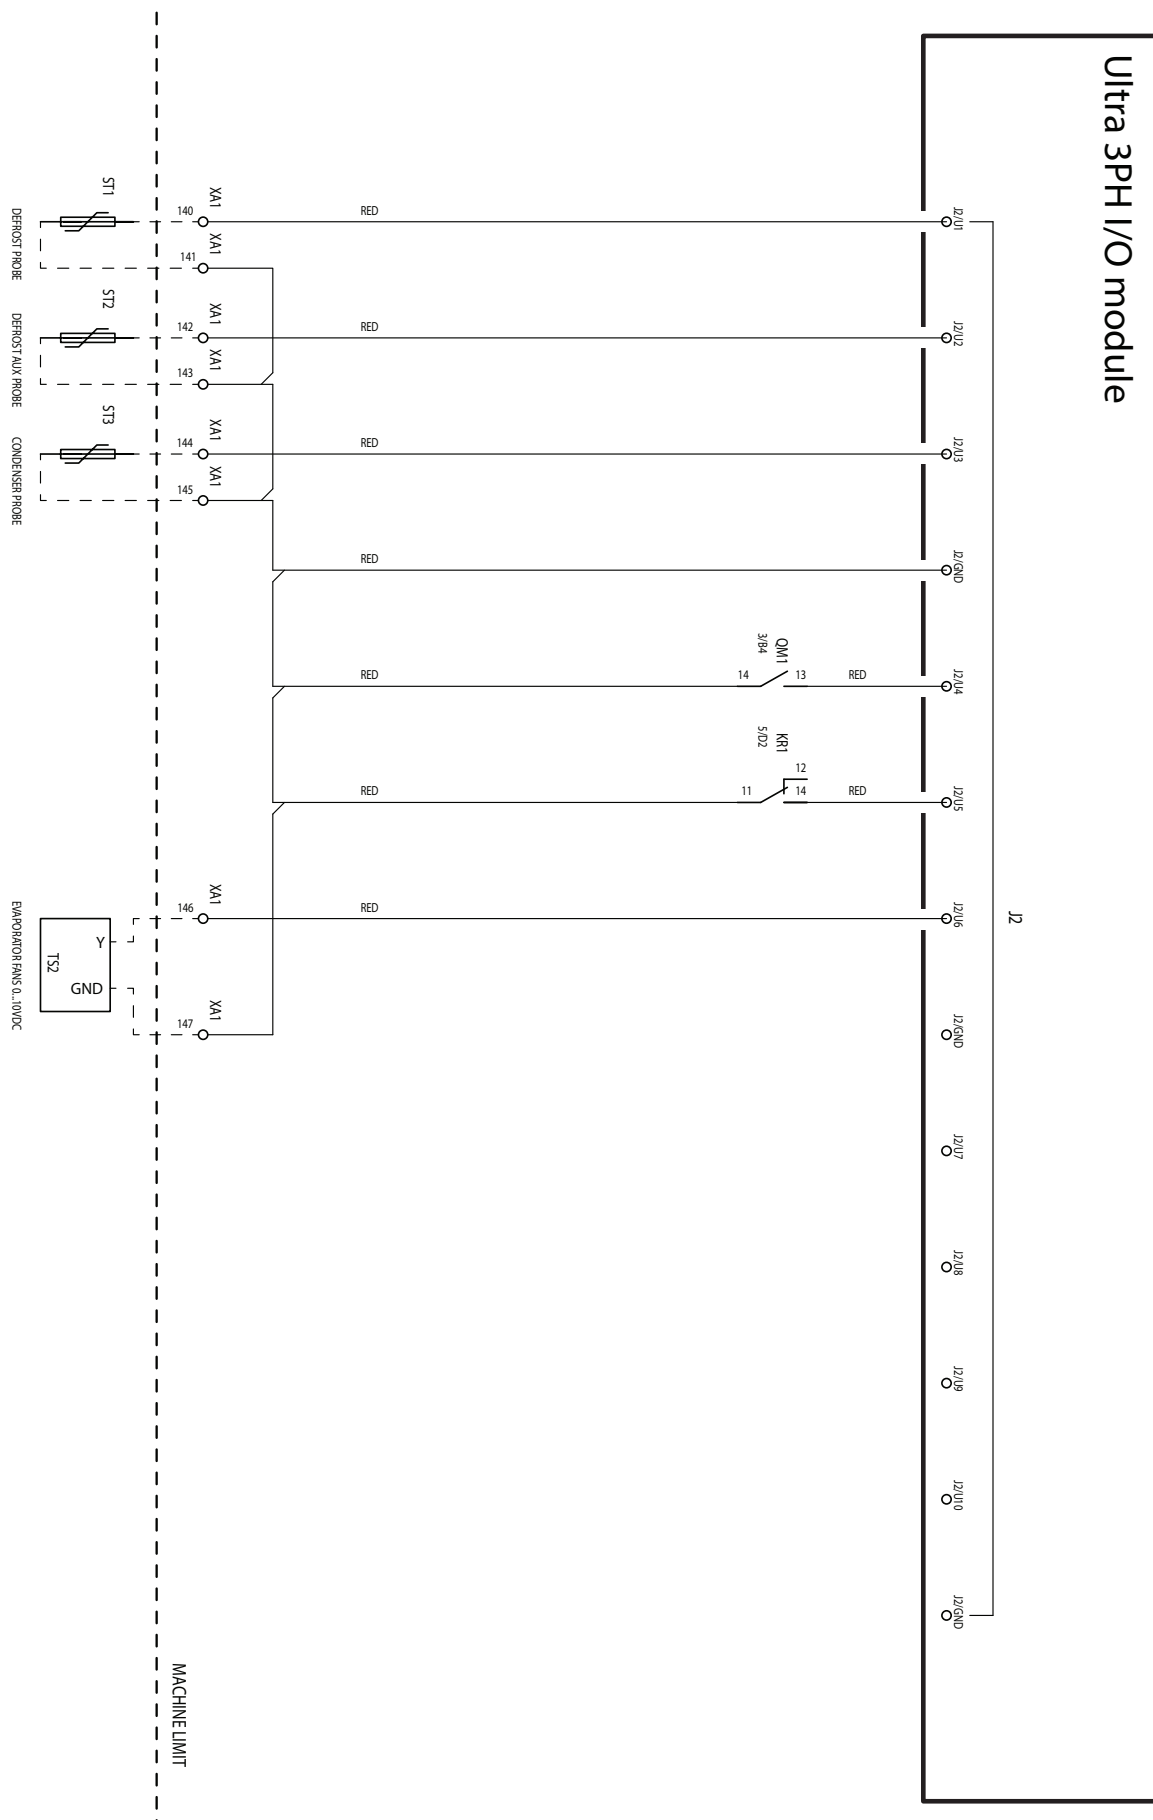 Ultra 3PH I/O module
J2
J2/U1
J2/U2
J2/U3
J2/GND
J2/U4
J2/U5
J2/U6
J2/GND
J2/U7
J2/U8
J2/U9
J2/U10
J2/GND
ST1
DEFROST PROBE
140
XA1
RED
141
XA1
ST2
DEFROST AUX PROBE
142
XA1
RED
143
XA1
ST3
CONDENSER PROBE
144
XA1
RED
145
XA1
RED
RED
QM1
3/B4
14
13
RED
RED
KR1
5/D2
11
12
14
RED
146
XA1
RED
Y
TS2
GND
EVAPORATOR FANS 0...10VDC
147
XA1
MACHINE LIMIT